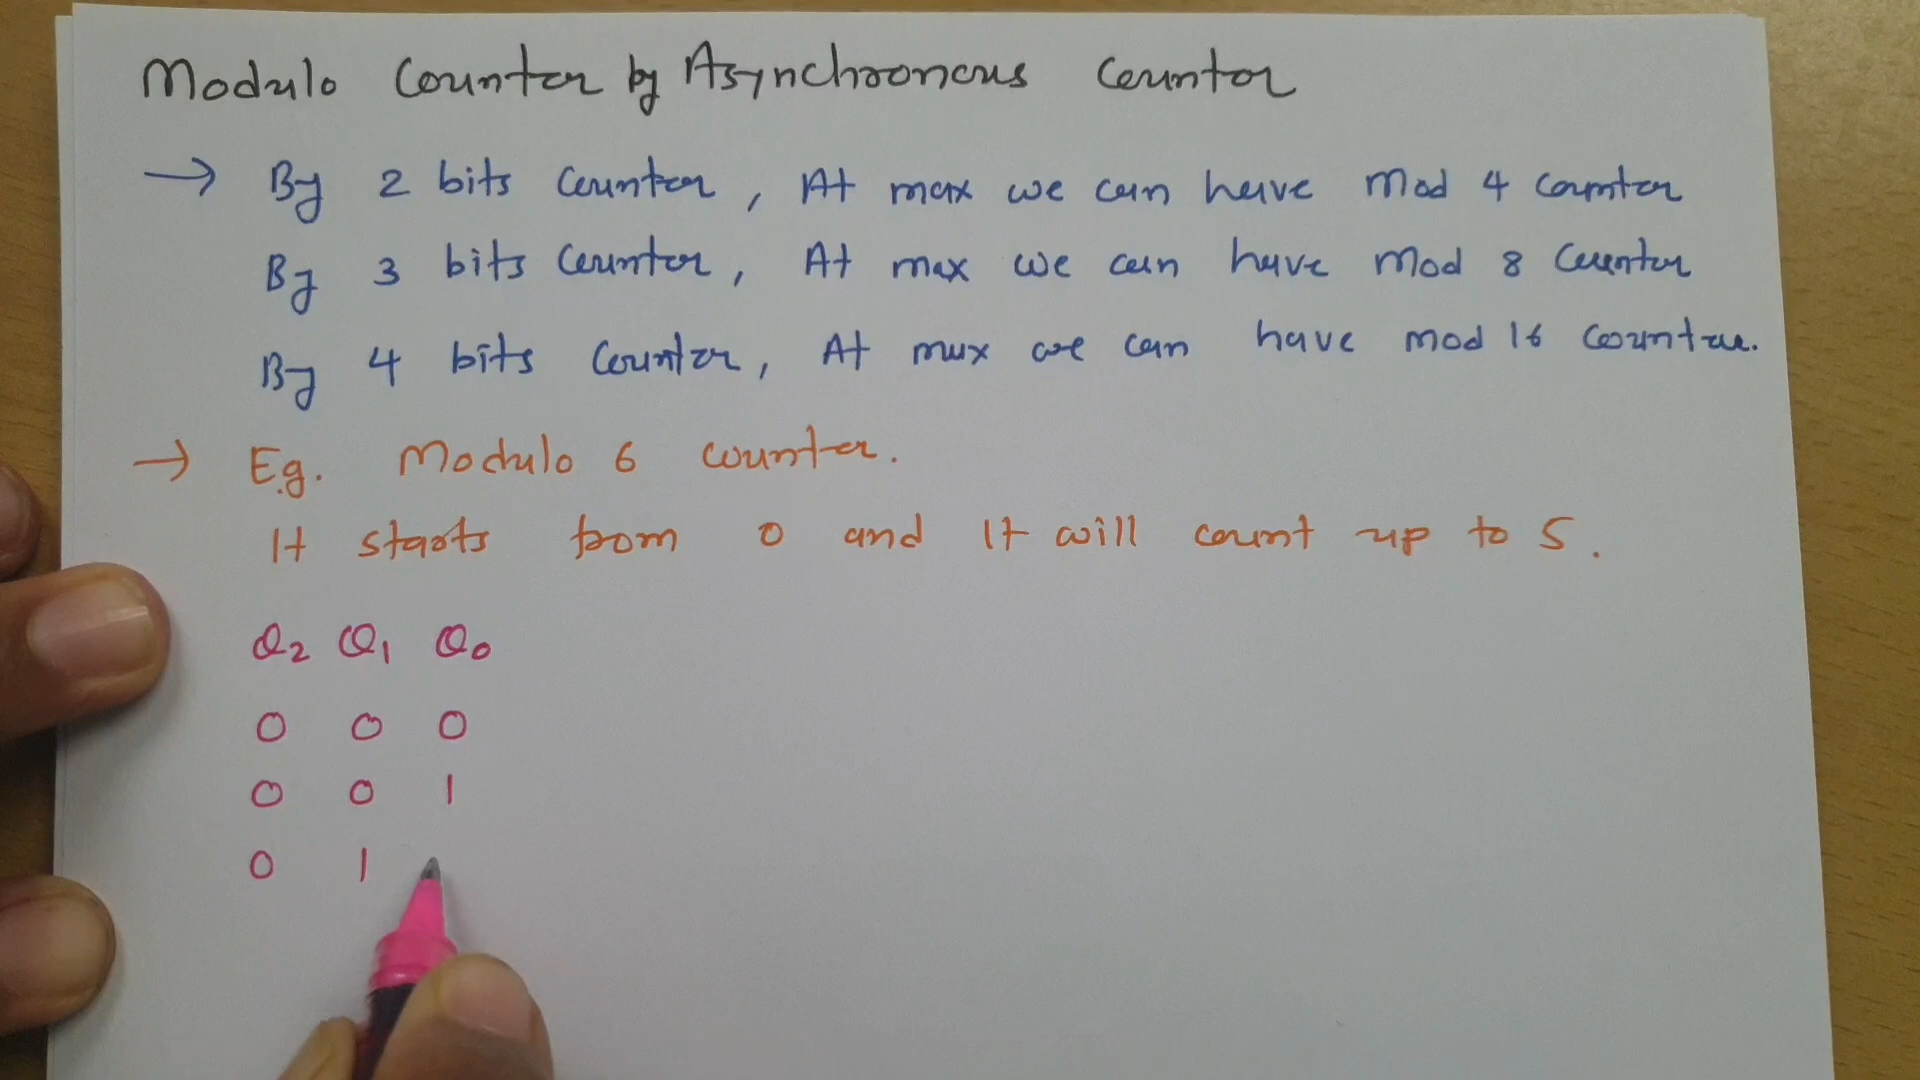 Modulo Counter by Asynchronous Counter
→ By 2 bits Counter, At max we can have Mod 4 counter
By 3 bits Counter, At max we can have Mod 8 Counter
By 4 bits Counter, At max we can have mod 16 Counter.
→ E.g. Modulo 6 counter.
It starts from 0 and It will count up to 5.
Q2 Q1 Q0
0 0 0
0 0 1
0 1